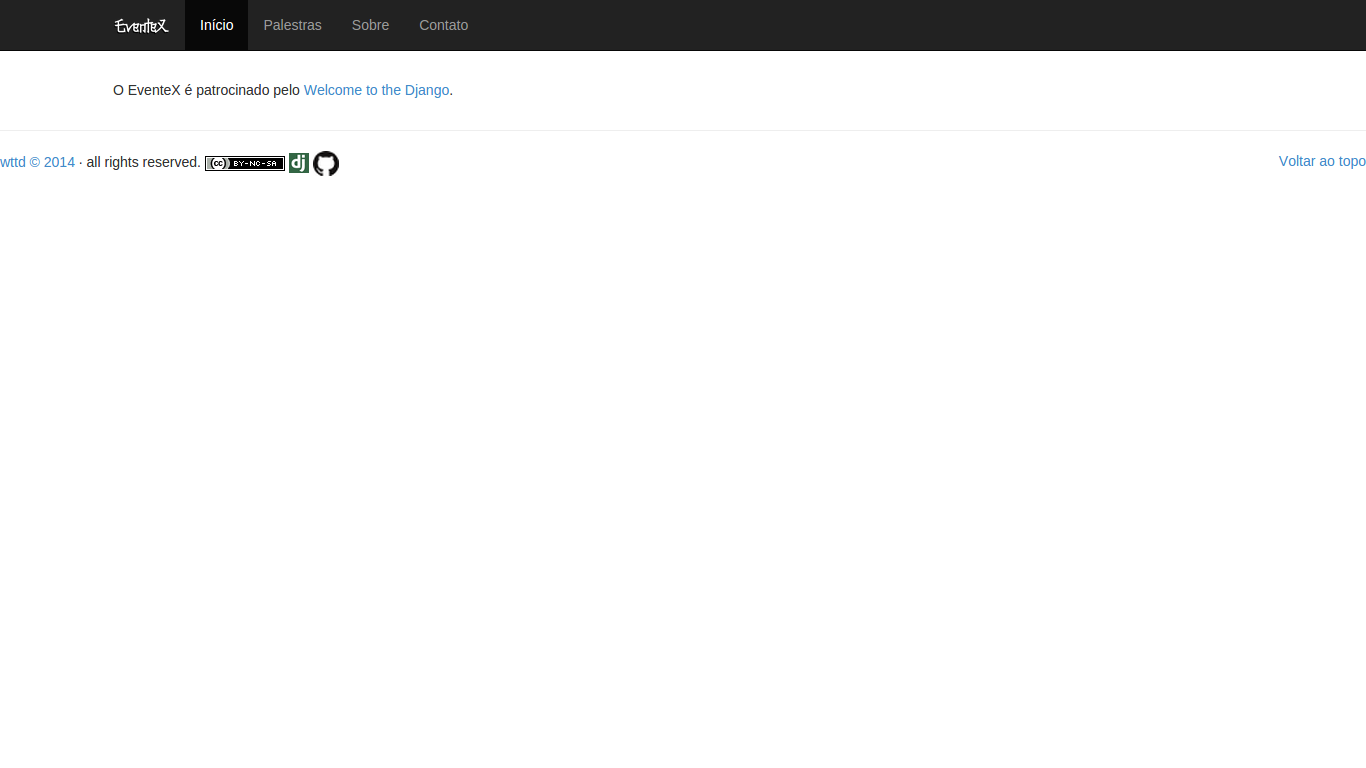 EventeX Início Palestras Sobre Contato
O EventeX é patrocinado pelo Welcome to the Django.
wttd © 2014 · all rights reserved. cc BY-NC-SA dj Voltar ao topo